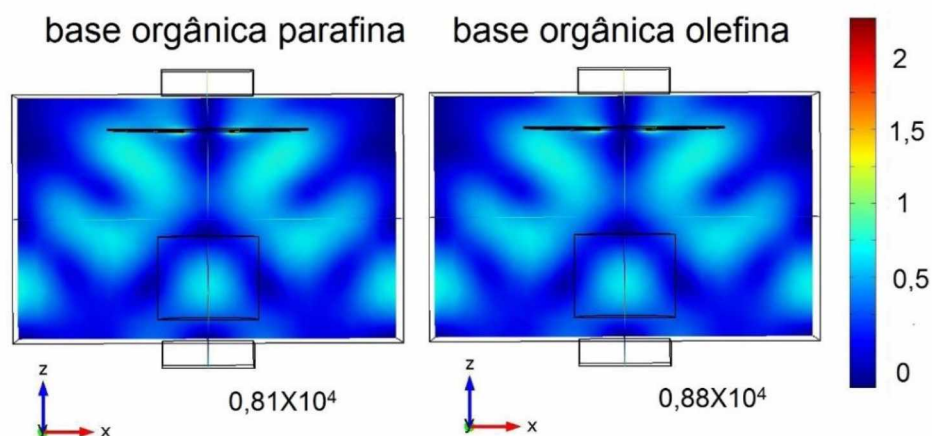 base orgânica parafina
base orgânica olefina
2
1,5
1
0,5
0
z
x
0,81X10⁴
z
y
x
0,88X10⁴